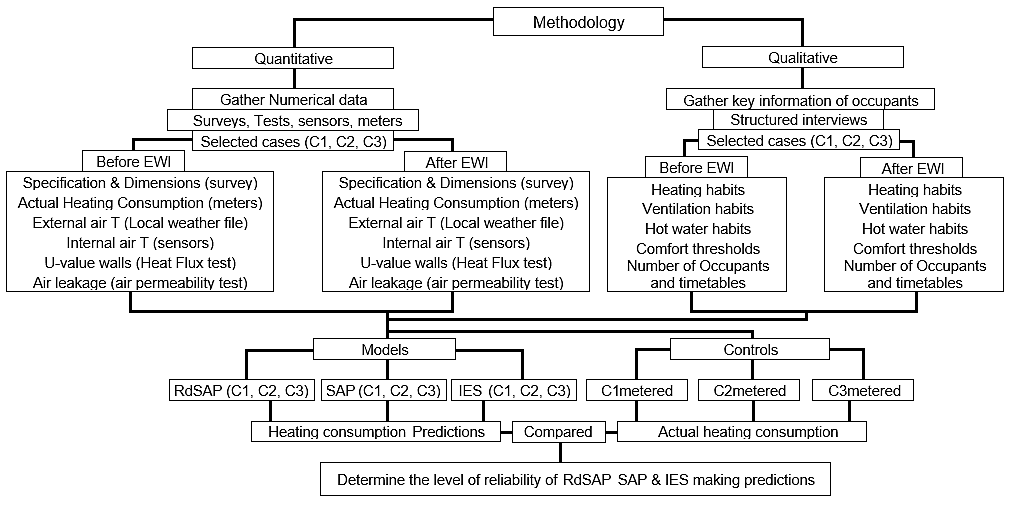 Methodology
Quantitative
Gather Numerical data
Surveys, Tests, sensors, meters
Selected cases (C1, C2, C3)
Before EWI
Specification & Dimensions (survey)
Actual Heating Consumption (meters)
External air T (Local weather file)
Internal air T (sensors)
U-value walls (Heat Flux test)
Air leakage (air permeability test)
After EWI
Specification & Dimensions (survey)
Actual Heating Consumption (meters)
External air T (Local weather file)
Internal air T (sensors)
U-value walls (Heat Flux test)
Air leakage (air permeability test)
Qualitative
Gather key information of occupants
Structured interviews
Selected cases (C1, C2, C3)
Before EWI
Heating habits
Ventilation habits
Hot water habits
Comfort thresholds
Number of Occupants
and timetables
After EWI
Heating habits
Ventilation habits
Hot water habits
Comfort thresholds
Number of Occupants
and timetables
Models
RdSAP (C1, C2, C3)
SAP (C1, C2, C3)
IES (C1, C2, C3)
Heating consumption Predictions
Compared
Controls
C1metered
C2metered
C3metered
Actual heating consumption
Determine the level of reliability of RdSAP SAP & IES making predictions